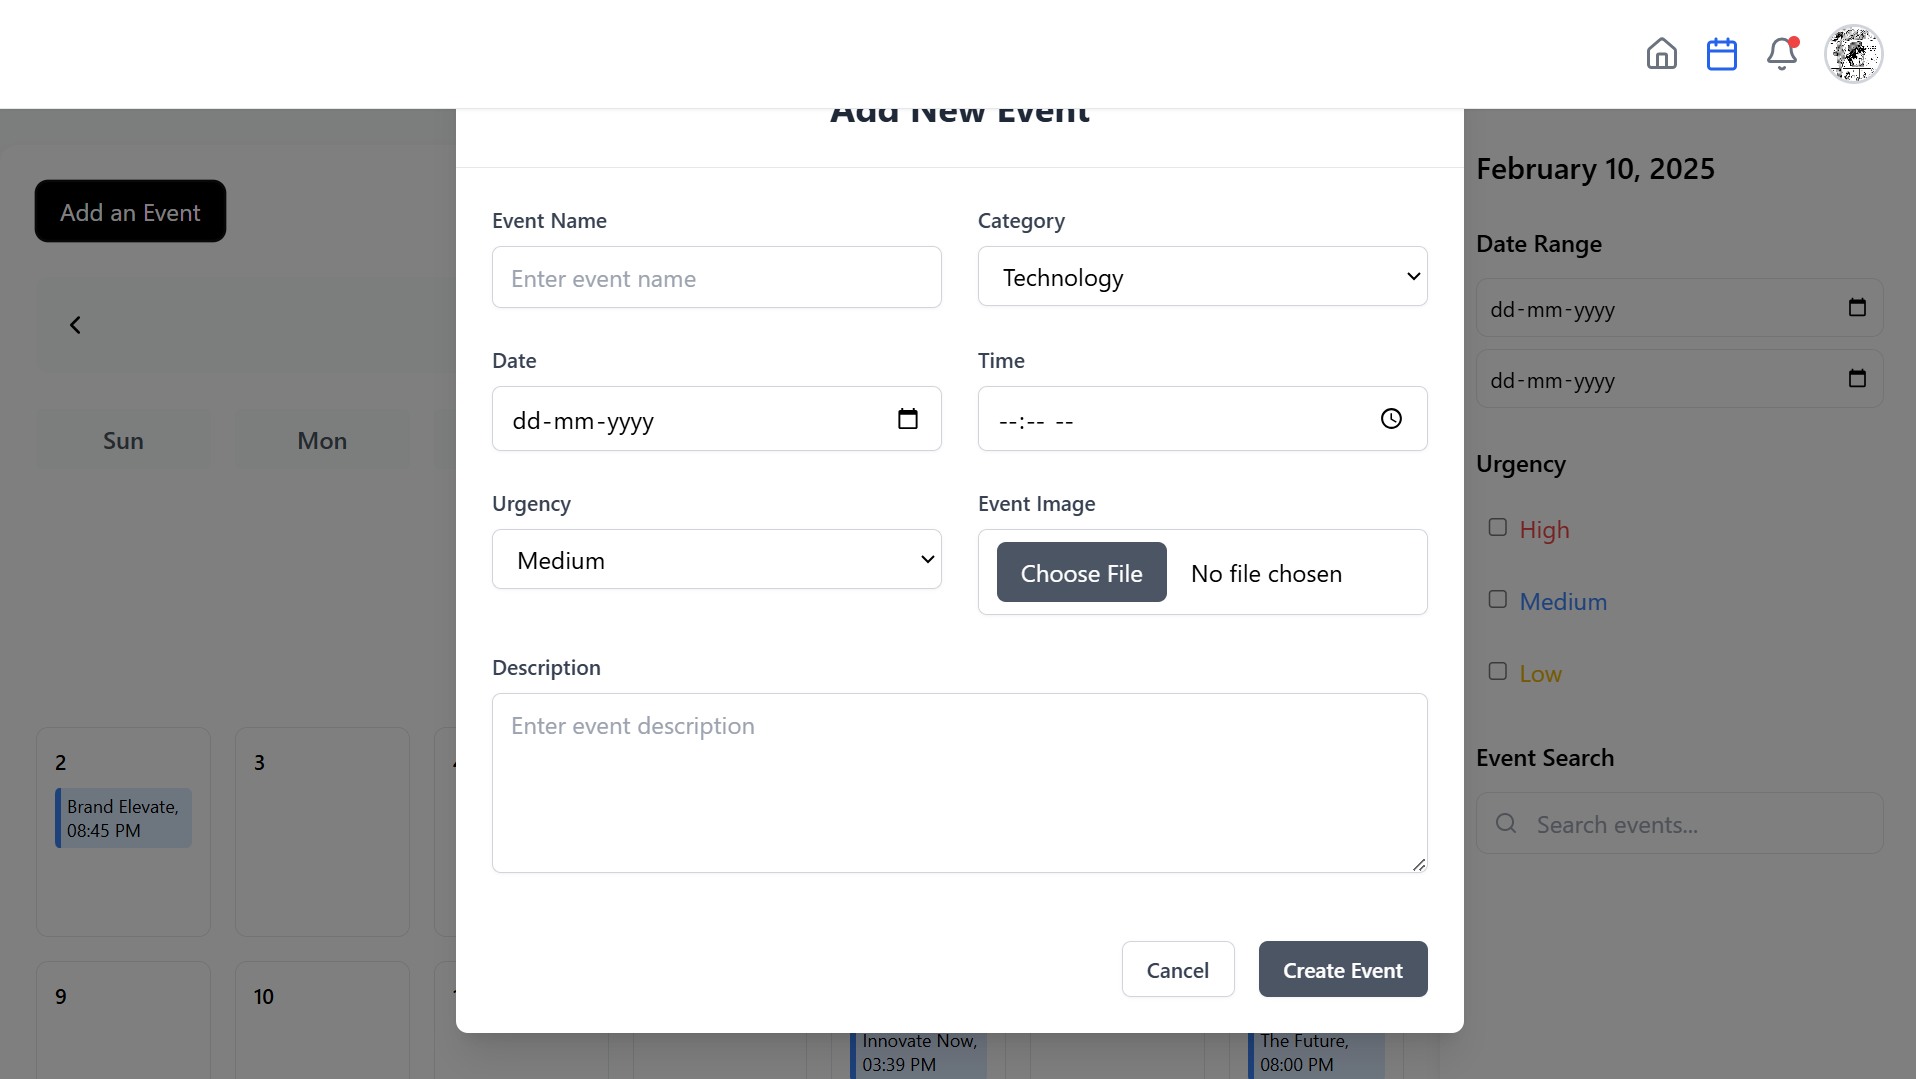 Add New Event
Add an Event
Sun
Mon
2
Brand Elevate,
08:45 PM
3
9
10
Event Name
Enter event name
Category
Technology
Date
dd-mm-yyyy
Time
--:-- --
Urgency
Medium
Event Image
Choose File
No file chosen
Description
Enter event description
Cancel
Create Event
Innovate Now,
03:39 PM
The Future,
08:00 PM
February 10, 2025
Date Range
dd-mm-yyyy
dd-mm-yyyy
Urgency
High
Medium
Low
Event Search
Search events...